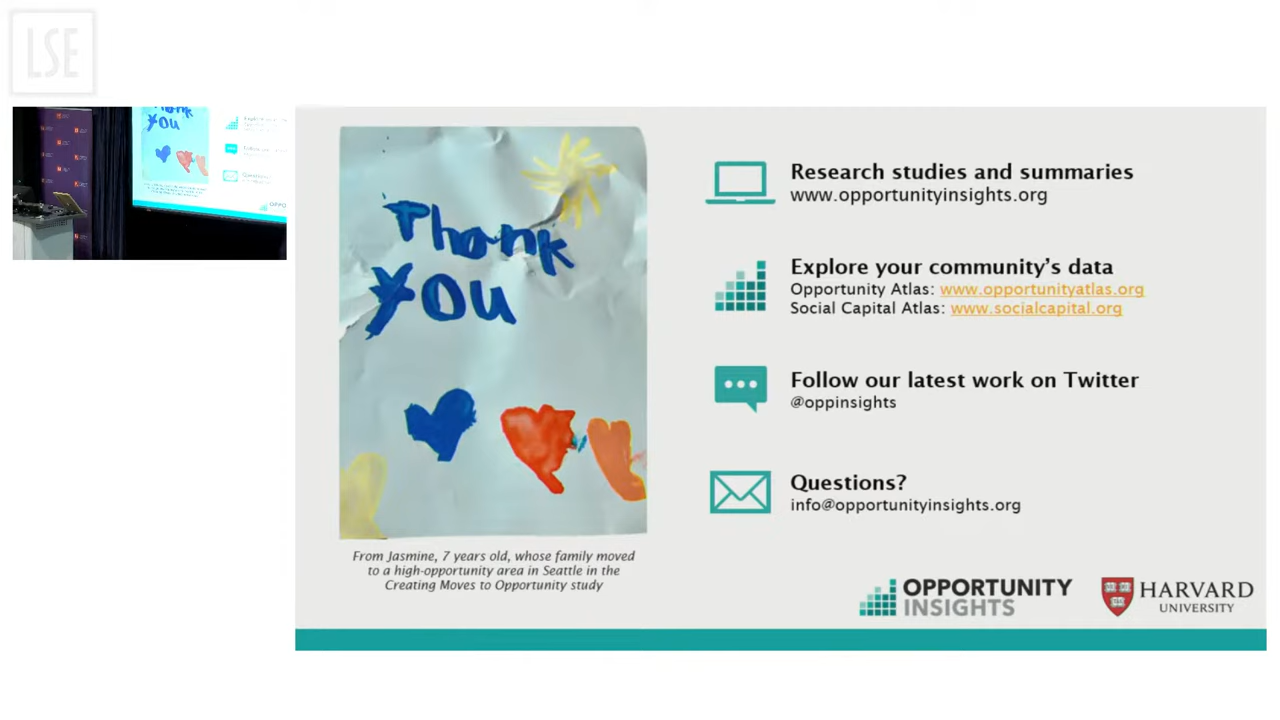 LSE
Thank
you
Research studies and summaries
www.opportunityinsights.org
Explore your community's data
Opportunity Atlas: www.opportunityatlas.org
Social Capital Atlas: www.socialcapital.org
Follow our latest work on Twitter
@oppinsights
Questions?
info@opportunityinsights.org
From Jasmine, 7 years old, whose family moved
to a high-opportunity area in Seattle in the
Creating Moves to Opportunity study
OPPORTUNITY
INSIGHTS
HARVARD
UNIVERSITY